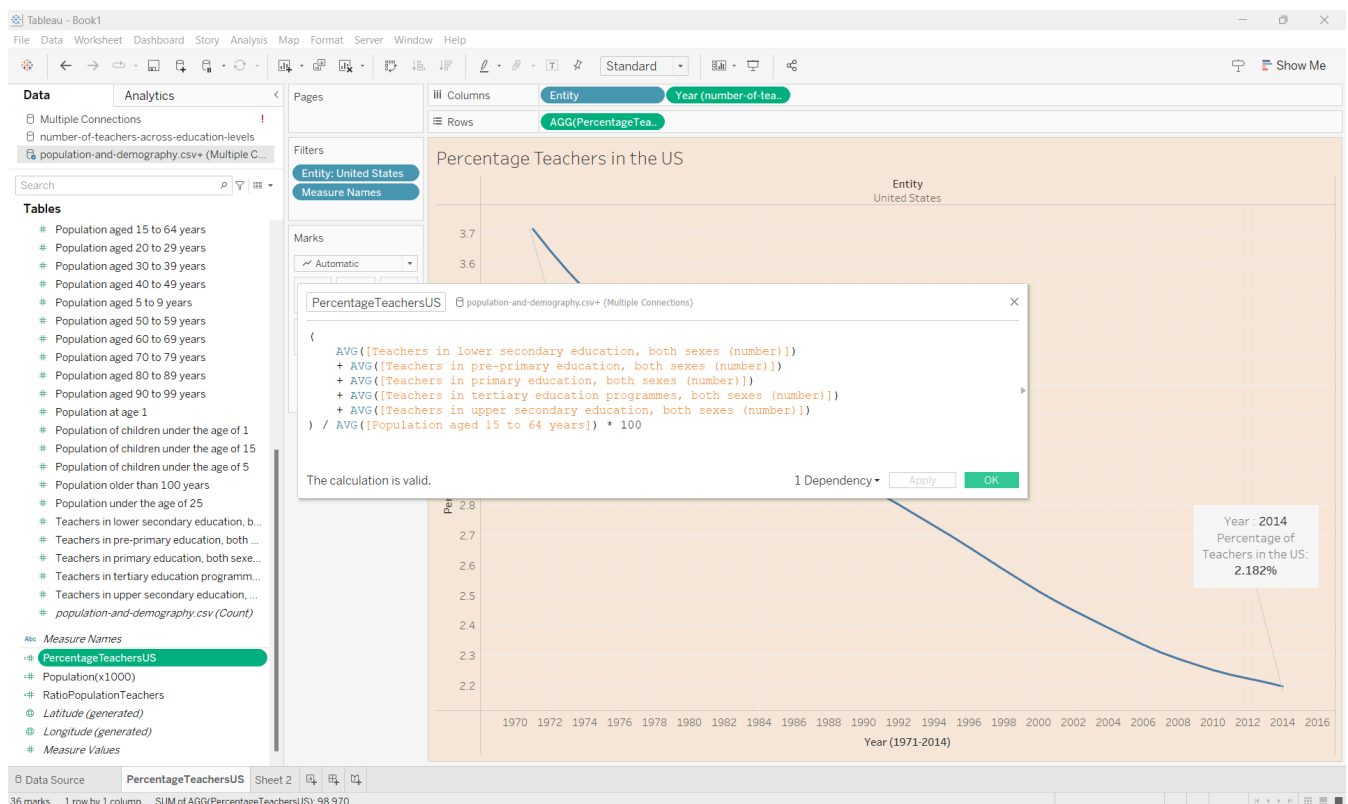 Tableau - Book1
File Data Worksheet Dashboard Story Analysis Map Format Server Window Help
Standard
Show Me
Data Analytics
Multiple Connections !
number-of-teachers-across-education-levels
population-and-demography.csv+ (Multiple C...
Search
Tables
# Population aged 15 to 64 years
# Population aged 20 to 29 years
# Population aged 30 to 39 years
# Population aged 40 to 49 years
# Population aged 5 to 9 years
# Population aged 50 to 59 years
# Population aged 60 to 69 years
# Population aged 70 to 79 years
# Population aged 80 to 89 years
# Population aged 90 to 99 years
# Population at age 1
# Population of children under the age of 1
# Population of children under the age of 15
# Population of children under the age of 5
# Population older than 100 years
# Population under the age of 25
# Teachers in lower secondary education, b...
# Teachers in pre-primary education, both ...
# Teachers in primary education, both sexe...
# Teachers in tertiary education programm...
# Teachers in upper secondary education, ...
# population-and-demography.csv (Count)
Abc Measure Names
=# PercentageTeachersUS
=# Population(x1000)
=# RatioPopulationTeachers
Latitude (generated)
Longitude (generated)
# Measure Values
Pages
Filters
Entity: United States
Measure Names
Marks
Automatic
Columns Entity Year (number-of-tea..
Rows AGG(PercentageTea..
Percentage Teachers in the US
Entity
United States
3.7
3.6
PercentageTeachersUS population-and-demography.csv+ (Multiple Connections)
(
AVG([Teachers in lower secondary education, both sexes (number)])
+ AVG([Teachers in pre-primary education, both sexes (number)])
+ AVG([Teachers in primary education, both sexes (number)])
+ AVG([Teachers in tertiary education programmes, both sexes (number)])
+ AVG([Teachers in upper secondary education, both sexes (number)])
) / AVG([Population aged 15 to 64 years]) * 100
The calculation is valid.
1 Dependency Apply OK
Per
2.8
2.7
2.6
2.5
2.4
2.3
2.2
Year : 2014
Percentage of
Teachers in the US:
2.182%
1970 1972 1974 1976 1978 1980 1982 1984 1986 1988 1990 1992 1994 1996 1998 2000 2002 2004 2006 2008 2010 2012 2014 2016
Year (1971-2014)
Data Source PercentageTeachersUS Sheet 2
36 marks 1 row by 1 column SUM of AGG(PercentageTeachersUS): 98.970